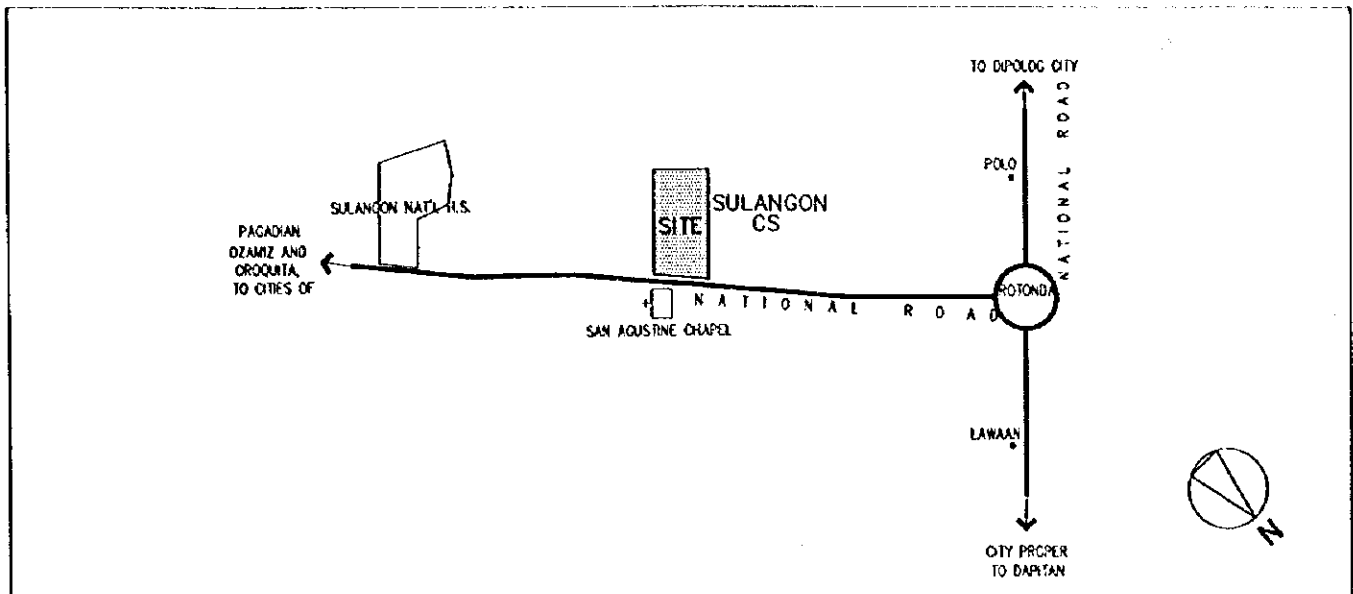 TO DIPOLOG CITY
NATIONAL ROAD
POLO
SULANGON NAT'L H.S.
SULANGON
CS
SITE
PAGADIAN
OZAMIZ AND
OROQUITA,
TO CITIES OF
ROTONDA
NATIONAL ROAD
+
SAN AGUSTINE CHAPEL
LAWAAN
CITY PROPER
TO DAPITAN
N